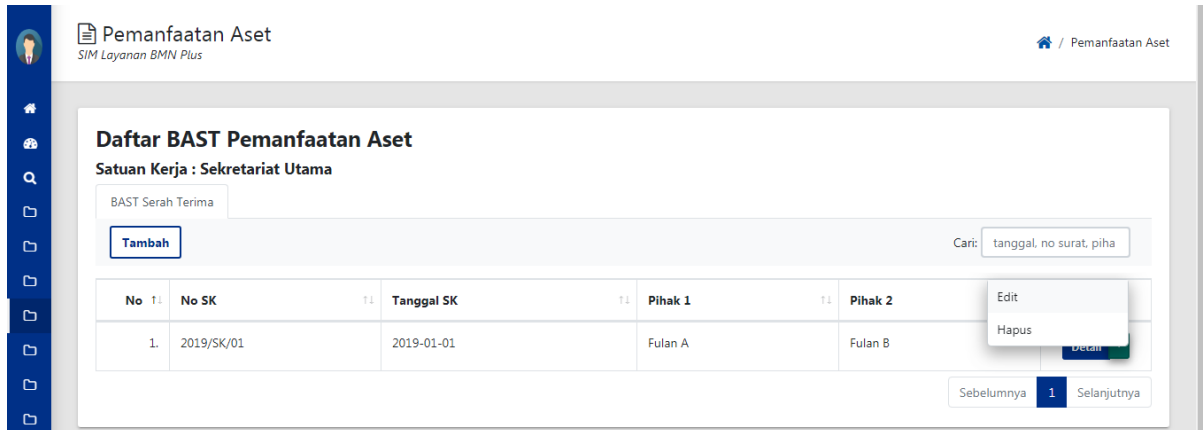 Pemanfaatan Aset
SIM Layanan BMN Plus
/ Pemanfaatan Aset
Daftar BAST Pemanfaatan Aset
Satuan Kerja : Sekretariat Utama
BAST Serah Terima
Tambah
Cari: tanggal, no surat, piha
No No SK Tanggal SK Pihak 1 Pihak 2
Edit
Hapus
1. 2019/SK/01 2019-01-01 Fulan A Fulan B
Detail
Sebelumnya 1 Selanjutnya